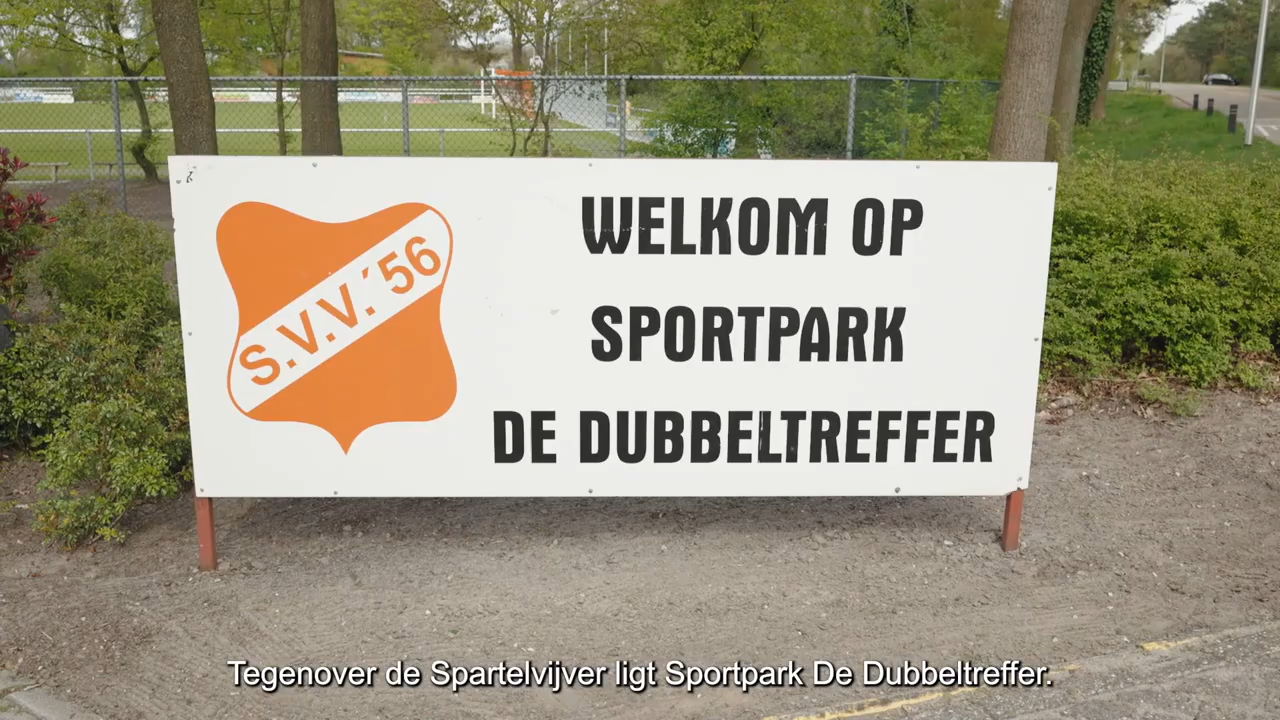 S.V.V.'56
WELKOM OP
SPORTPARK
DE DUBBELTREFFER
Tegenover de Spartelvijver ligt Sportpark De Dubbeltreffer.